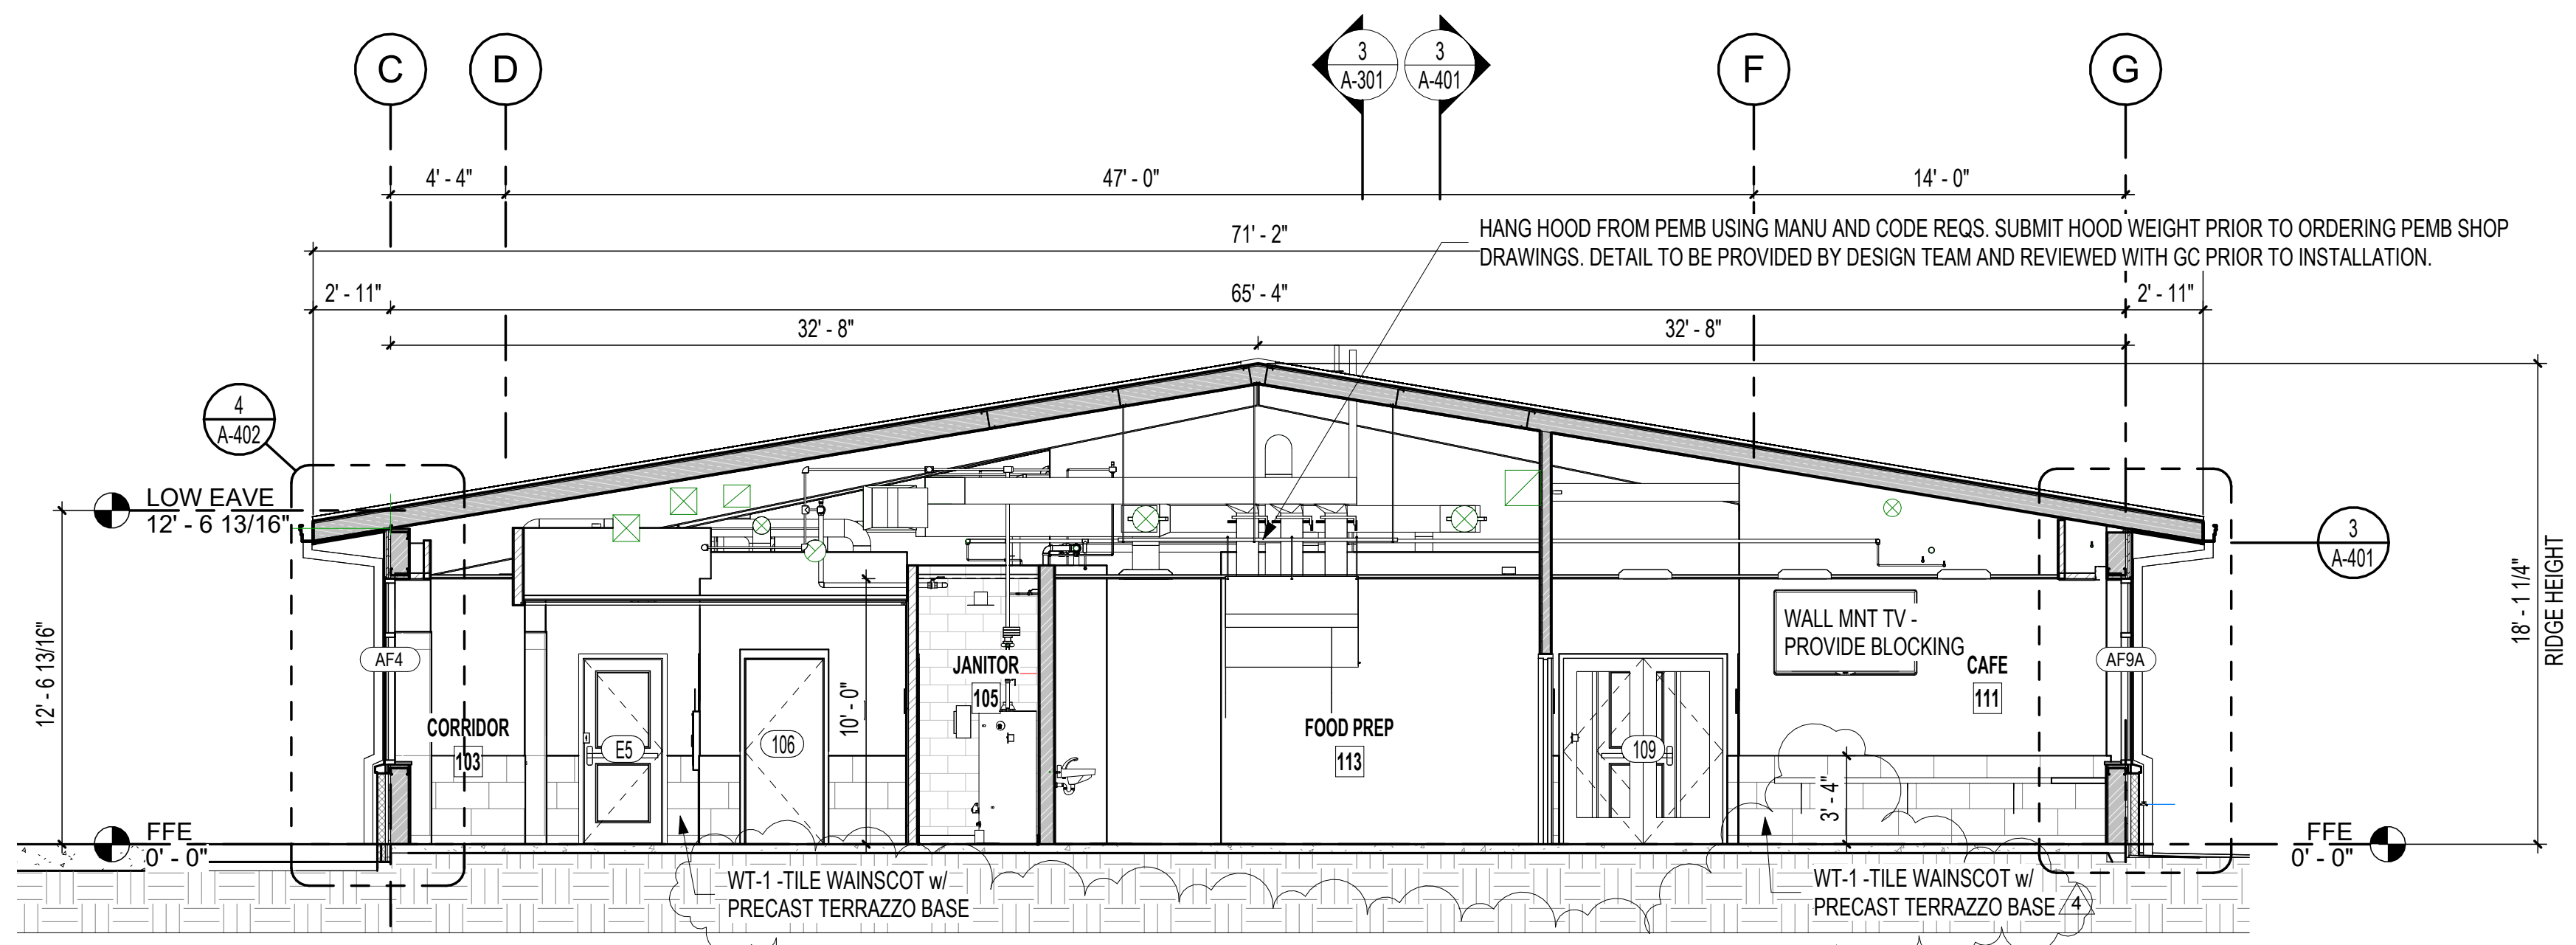 C
D
3
A-301
3
A-401
F
G
4' - 4"
47' - 0"
14' - 0"
HANG HOOD FROM PEMB USING MANU AND CODE REQS. SUBMIT HOOD WEIGHT PRIOR TO ORDERING PEMB SHOP
DRAWINGS. DETAIL TO BE PROVIDED BY DESIGN TEAM AND REVIEWED WITH GC PRIOR TO INSTALLATION.
71' - 2"
2' - 11"
65' - 4"
2' - 11"
32' - 8"
32' - 8"
4
A-402
LOW EAVE
12' - 6 13/16"
3
A-401
12' - 6 13/16"
18' - 1 1/4"
RIDGE HEIGHT
WALL MNT TV -
PROVIDE BLOCKING
AF4
JANITOR
105
CAFE
111
AF9A
CORRIDOR
103
E5
106
10' - 0"
FOOD PREP
113
109
3' - 4"
FFE
0' - 0"
FFE
0' - 0"
WT-1 -TILE WAINSCOT w/
PRECAST TERRAZZO BASE
WT-1 -TILE WAINSCOT w/
PRECAST TERRAZZO BASE
4